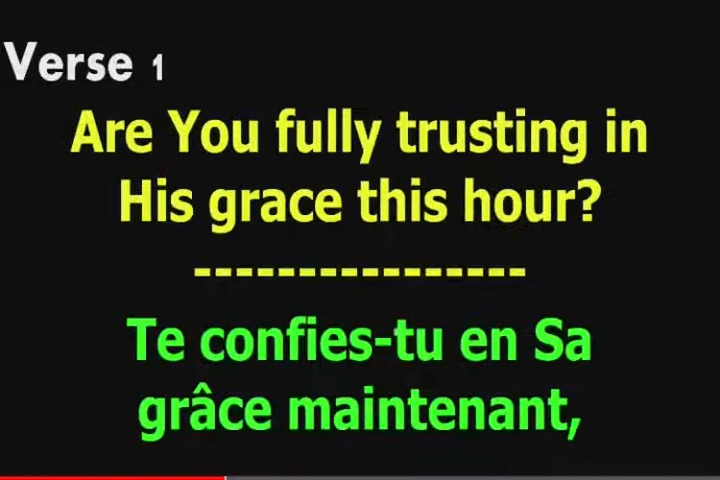 Verse 1
Are You fully trusting in
His grace this hour?
----------------
Te confies-tu en Sa
grâce maintenant,